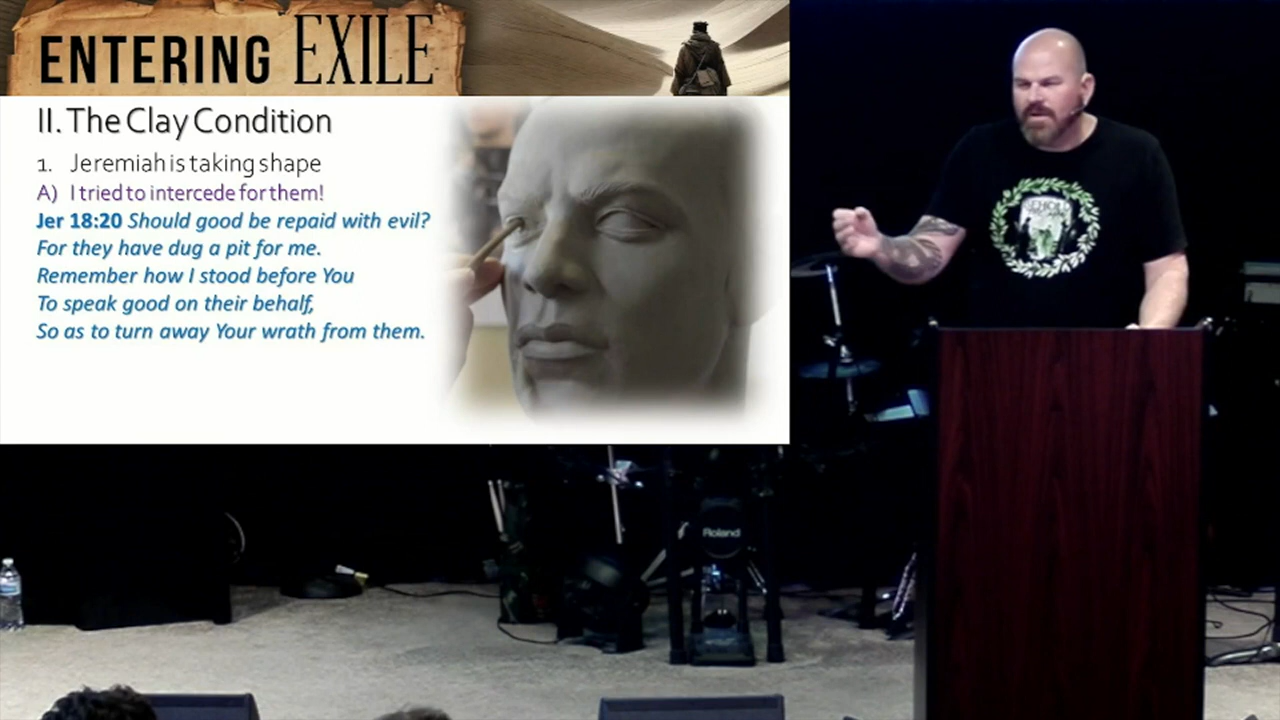 ENTERING EXILE
II. The Clay Condition
1. Jeremiah is taking shape
A) I tried to intercede for them!
Jer 18:20 Should good be repaid with evil?
For they have dug a pit for me.
Remember how I stood before You
To speak good on their behalf,
So as to turn away Your wrath from them.
Roland